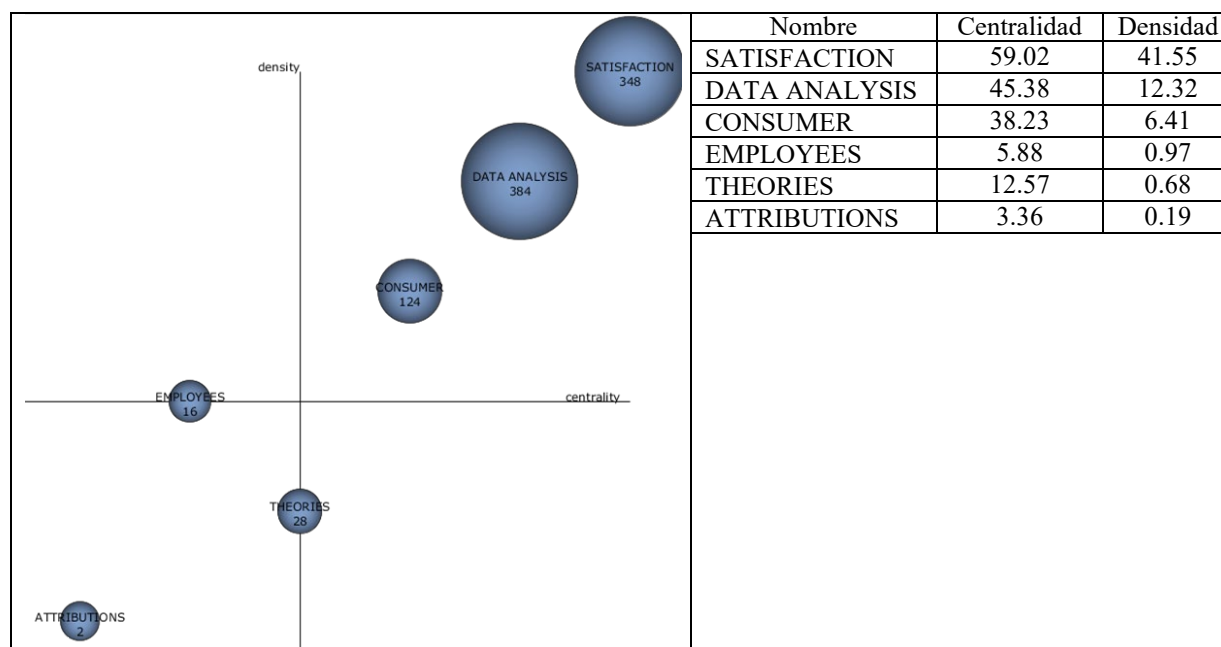 density
SATISFACTION
348
DATA ANALYSIS
384
CONSUMER
124
EMPLOYEES
16
centrality
THEORIES
28
ATTRIBUTIONS
2
Nombre Centralidad Densidad
SATISFACTION 59.02 41.55
DATA ANALYSIS 45.38 12.32
CONSUMER 38.23 6.41
EMPLOYEES 5.88 0.97
THEORIES 12.57 0.68
ATTRIBUTIONS 3.36 0.19